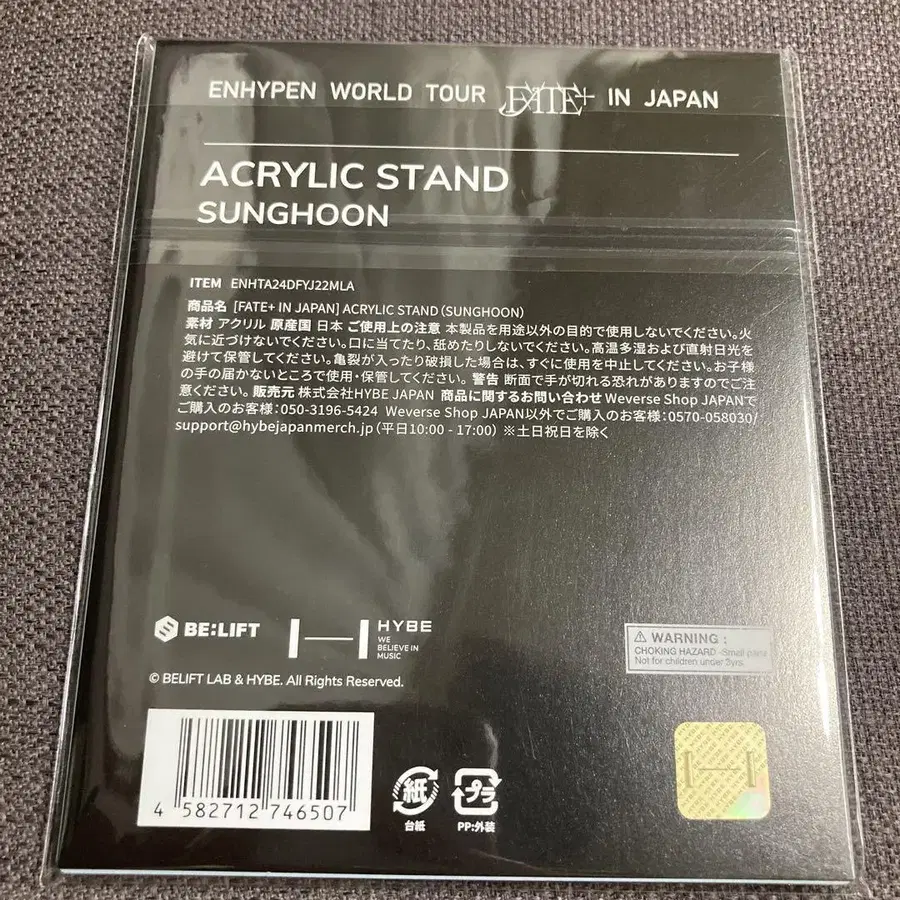 ENHYPEN WORLD TOUR FATE+ IN JAPAN
ACRYLIC STAND
SUNGHOON
ITEM ENHTA24DFYJ22MLA
商品名 [FATE+ IN JAPAN] ACRYLIC STAND (SUNGHOON)
素材 アクリル 原産国 日本 ご使用上の注意 本製品を用途以外の目的で使用しないでください。火
気に近づけないでください。口に当てたり、舐めたりしないでください。高温多湿および直射日光を
避けて保管してください。亀裂が入ったり破損した場合は、すぐに使用を中止してください。お子様
の手の届かないところで使用・保管してください。 警告 断面で手が切れる恐れがありますのでご注
意ください。 販売元 株式会社HYBE JAPAN 商品に関するお問い合わせ Weverse Shop JAPANで
ご購入のお客様：050-3196-5424 Weverse Shop JAPAN以外でご購入のお客様：0570-058030/
support@hybejapanmerch.jp (平日10:00 - 17:00) ※土日祝日を除く
BE:LIFT
HYBE
WE
BELIEVE IN
MUSIC
⚠ WARNING :
CHOKING HAZARD -Small parts
Not for children under 3yrs.
© BELIFT LAB & HYBE. All Rights Reserved.
4 582712 746507
紙
台紙
プラ
PP:外装